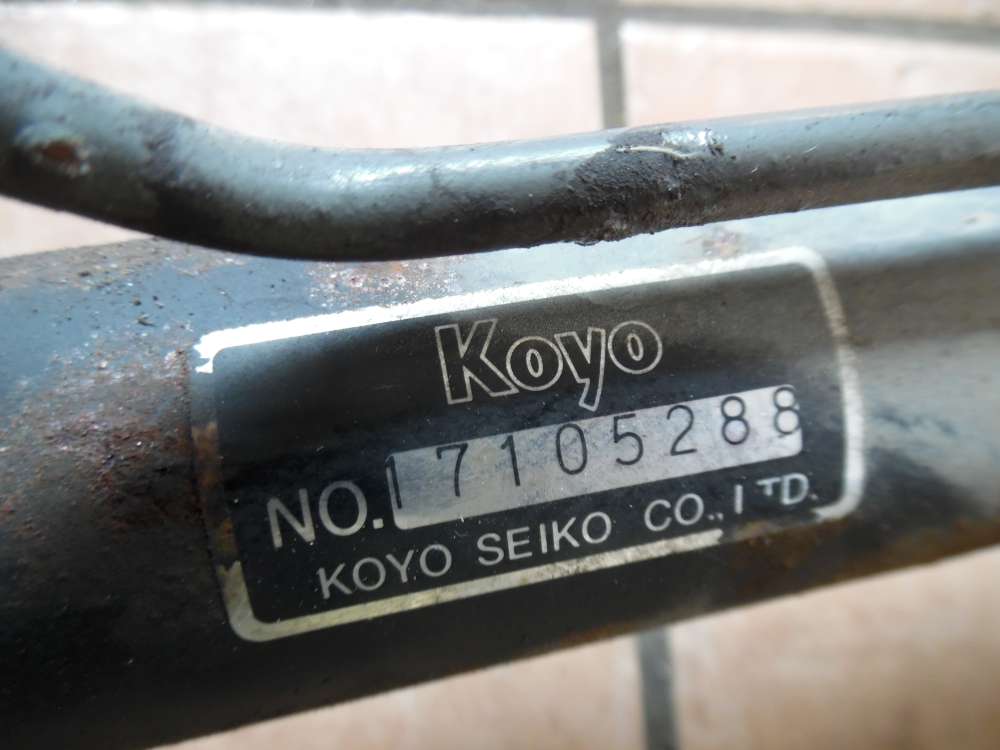 Koyo
NO. 17105288
KOYO SEIKO CO., LTD.